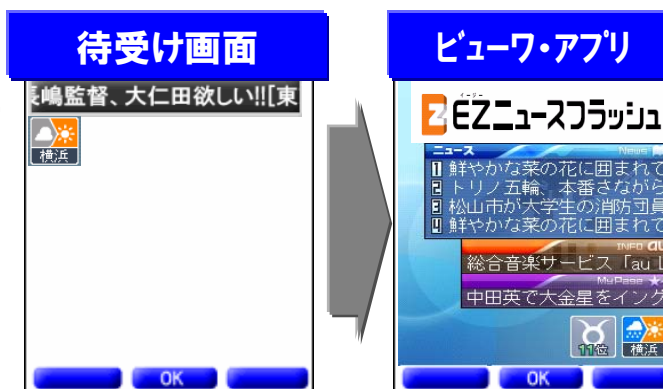 待受け画面
長嶋監督、大仁田欲しい!![東
横浜
OK
ビューワ・アプリ
イージー
EZニュースフラッシュ
ニュース News
1 鮮やかな菜の花に囲まれて
2 トリノ五輪、本番さながら
3 松山市が大学生の消防団員
4 鮮やかな菜の花に囲まれて
INFO au
総合音楽サービス「au L
MyPage
中田英で大金星をイング
11位
横浜
OK